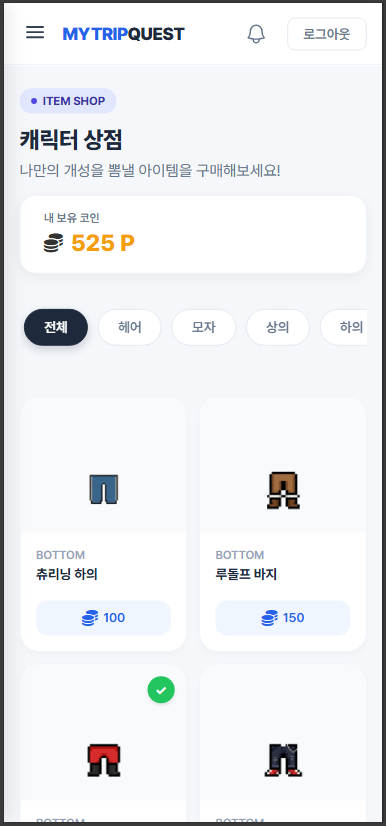 MYTRIPQUEST
로그아웃
ITEM SHOP
캐릭터 상점
나만의 개성을 뽐낼 아이템을 구매해보세요!
내 보유 코인
525 P
전체 헤어 모자 상의 하의
BOTTOM BOTTOM
츄리닝 하의 루돌프 바지
100 150
BOTTOM BOTTOM